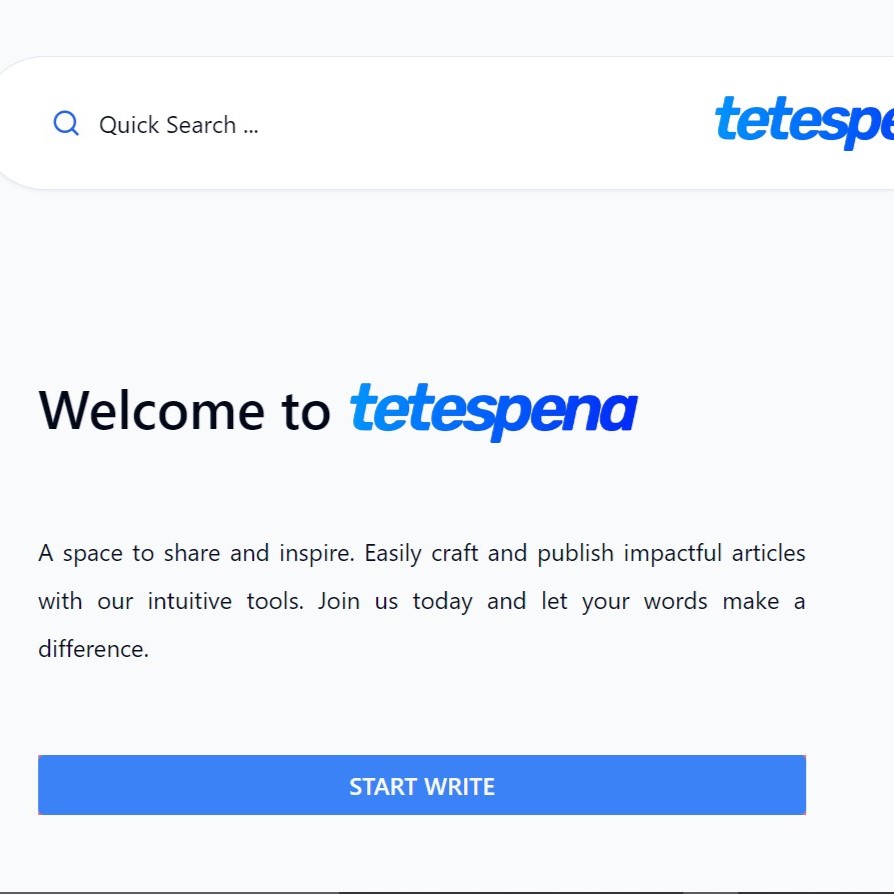 Quick Search ...
tetespe
Welcome to tetespena
A space to share and inspire. Easily craft and publish impactful articles
with our intuitive tools. Join us today and let your words make a
difference.
START WRITE